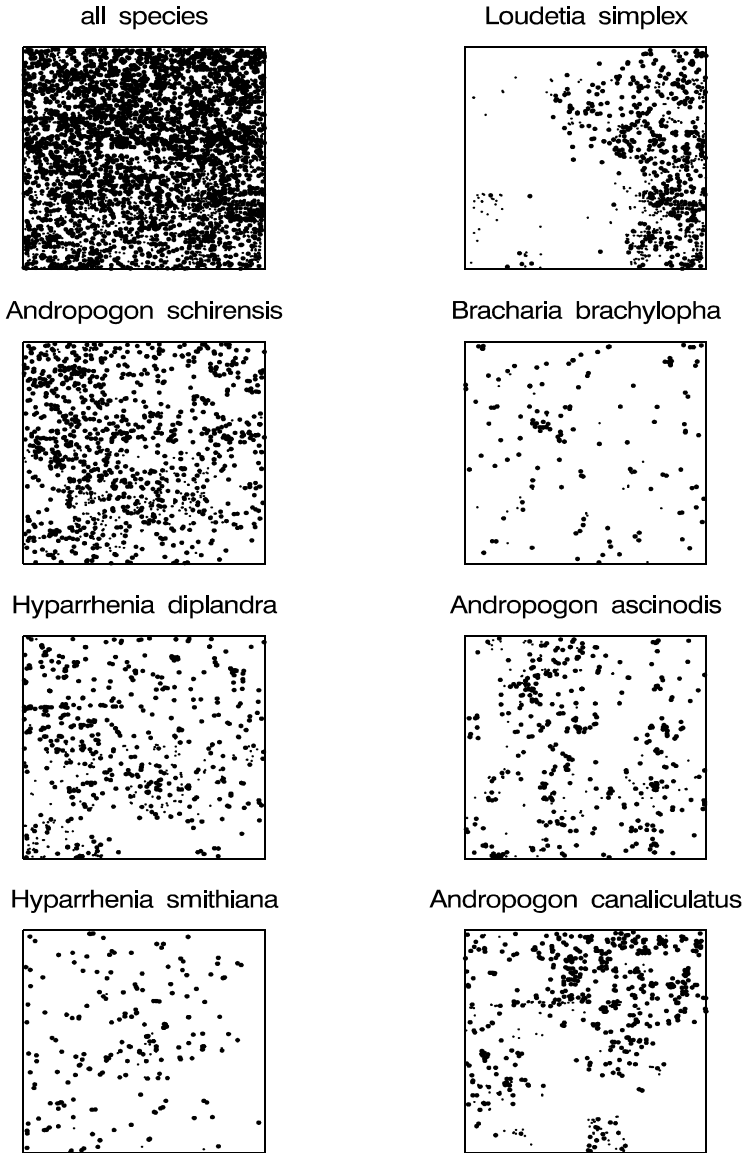 all species
Loudetia simplex
Andropogon schirensis
Bracharia brachylopha
Hyparrhenia diplandra
Andropogon ascinodis
Hyparrhenia smithiana
Andropogon canaliculatus